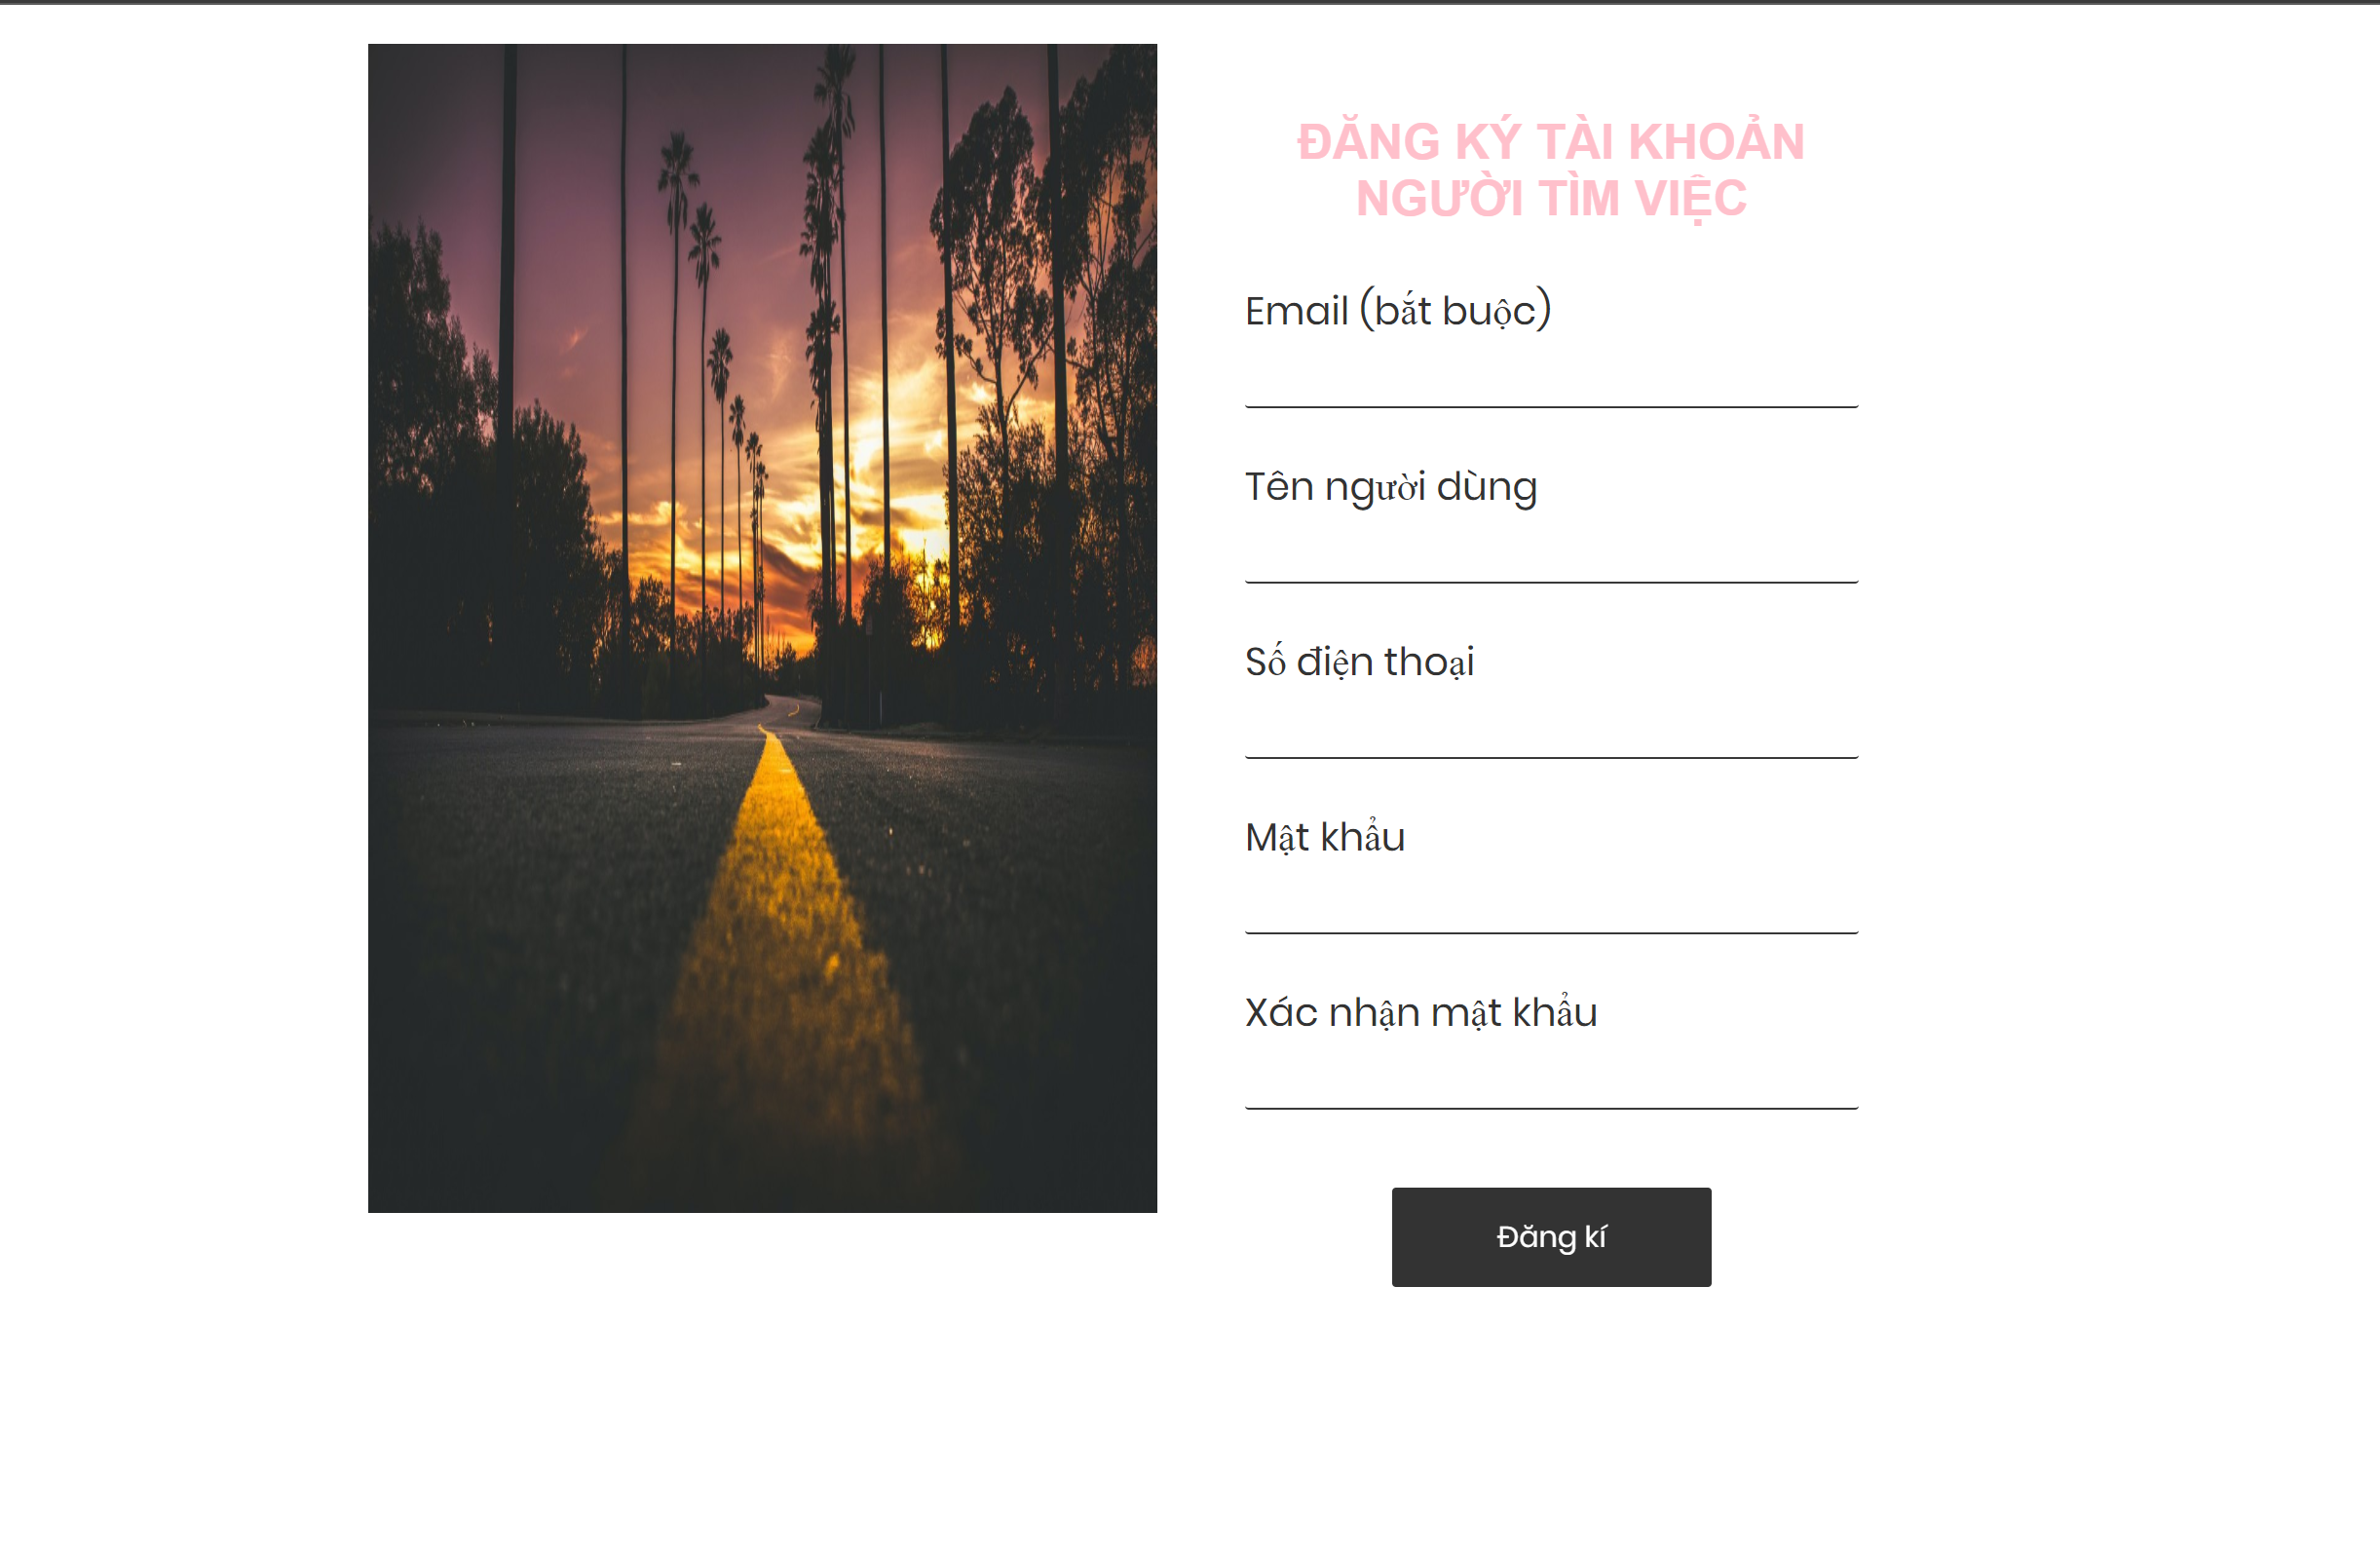 ĐĂNG KÝ TÀI KHOẢN
NGƯỜI TÌM VIỆC
Email (bắt buộc)
Tên người dùng
Số điện thoại
Mật khẩu
Xác nhận mật khẩu
Đăng kí